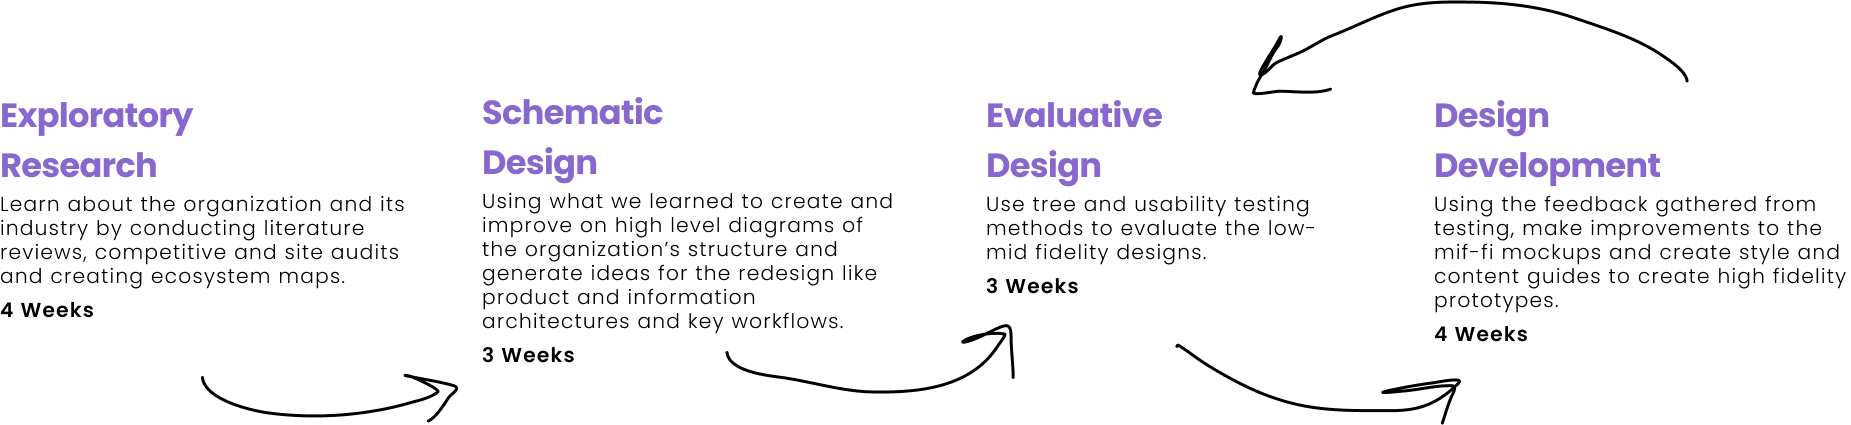 Exploratory
Research
Learn about the organization and its
industry by conducting literature
reviews, competitive and site audits
and creating ecosystem maps.
4 Weeks
Schematic
Design
Using what we learned to create and
improve on high level diagrams of
the organization’s structure and
generate ideas for the redesign like
product and information
architectures and key workflows.
3 Weeks
Evaluative
Design
Use tree and usability testing
methods to evaluate the low-
mid fidelity designs.
3 Weeks
Design
Development
Using the feedback gathered from
testing, make improvements to the
mif-fi mockups and create style and
content guides to create high fidelity
prototypes.
4 Weeks